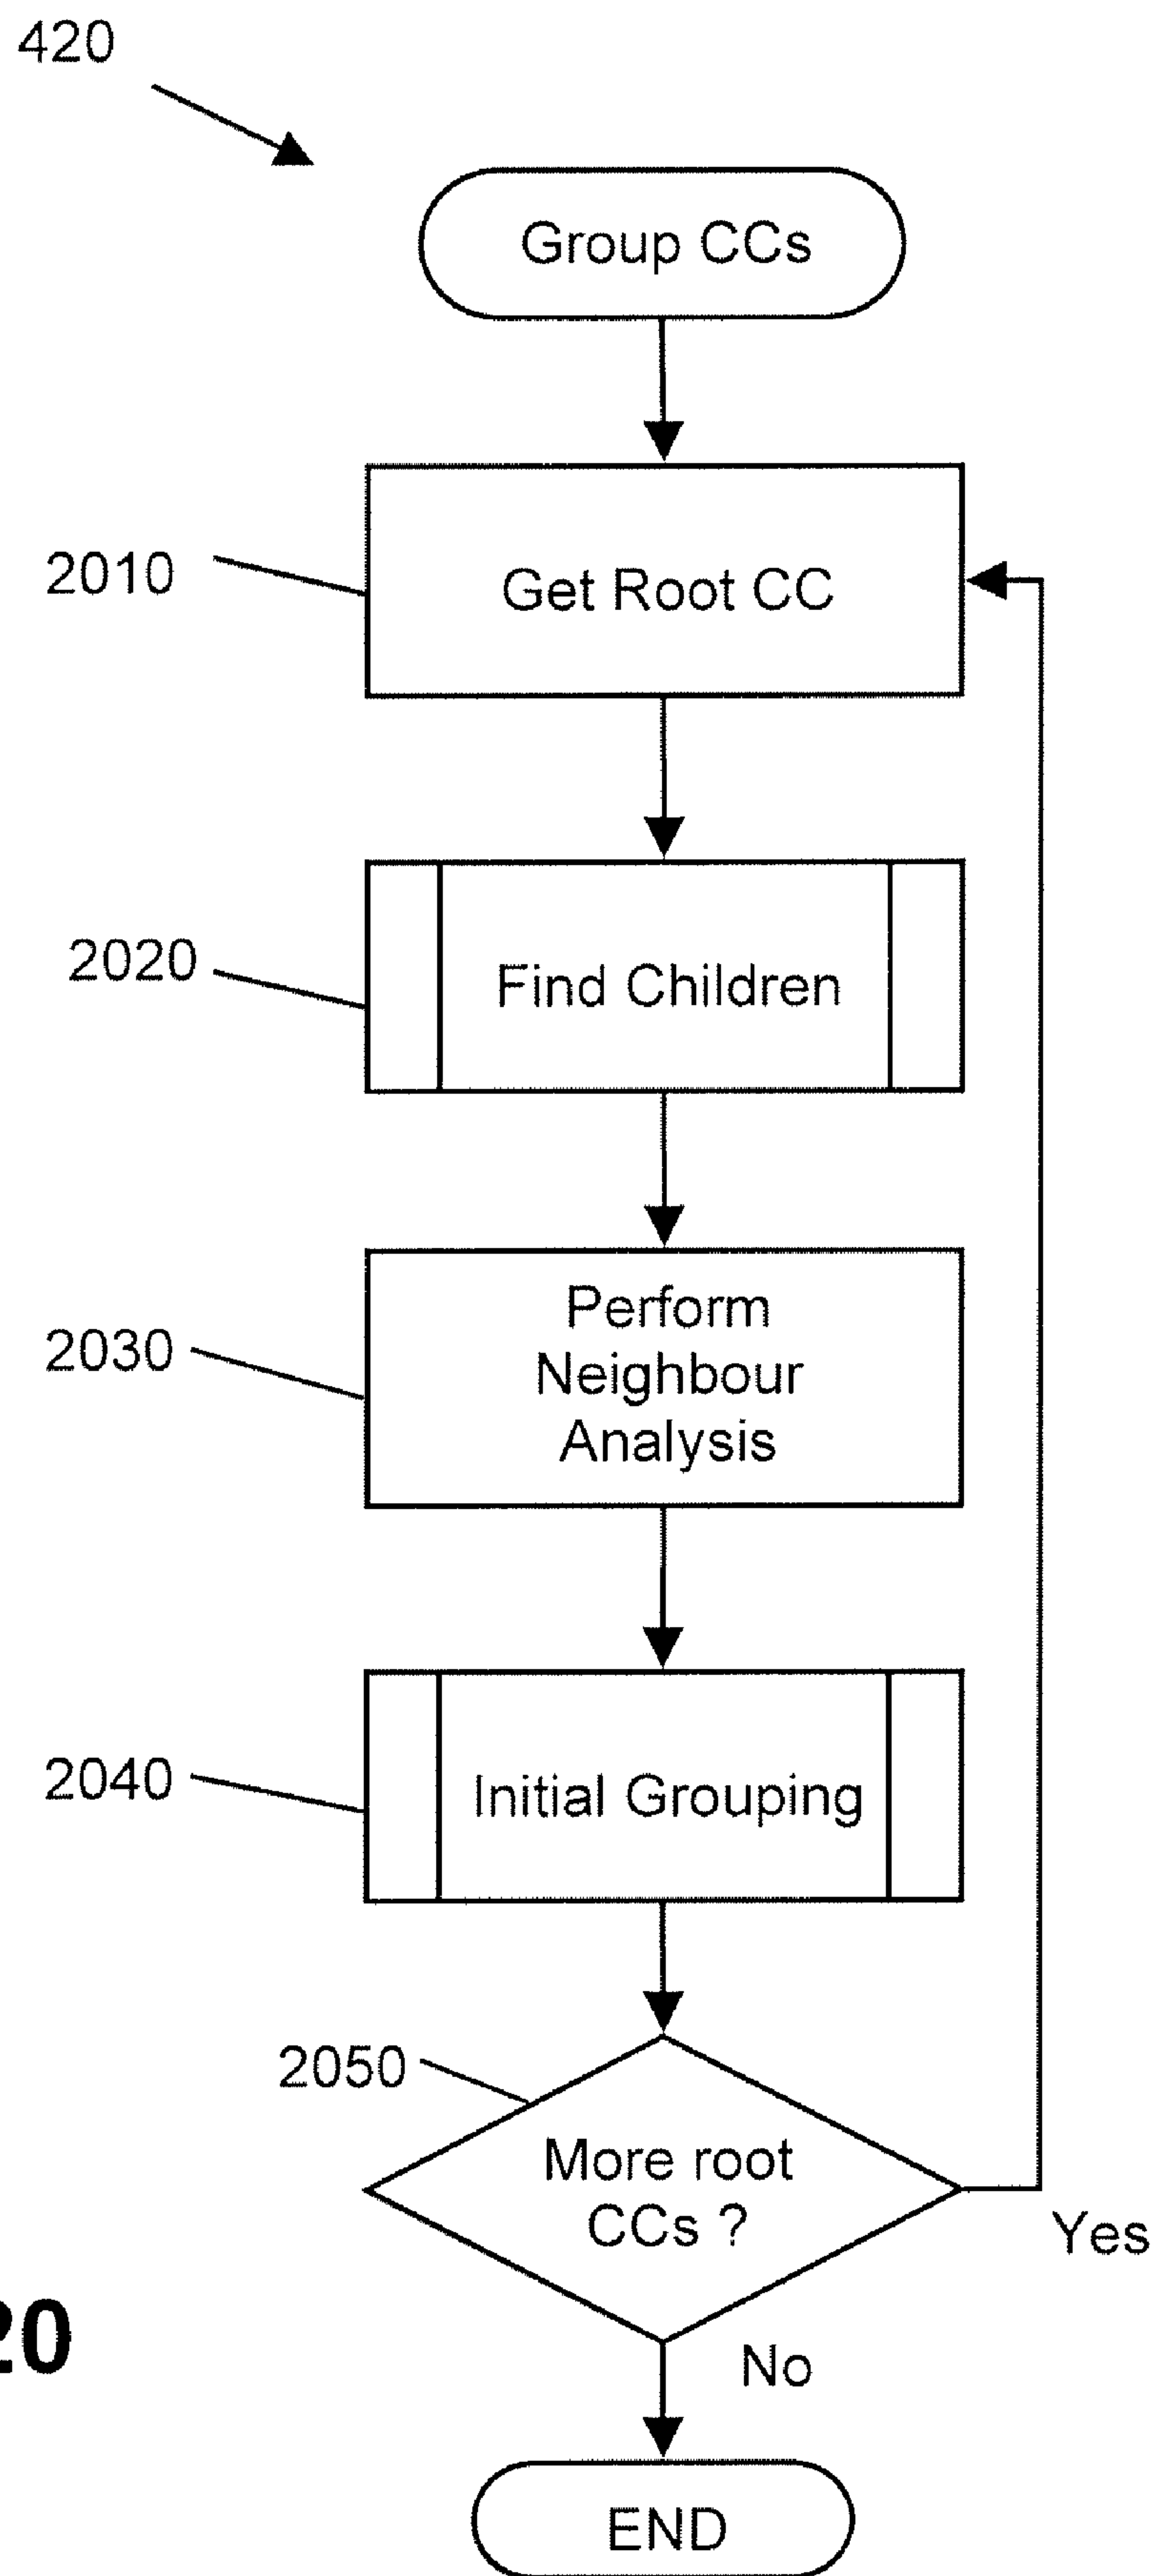 420
Group CCs
2010
Get Root CC
2020
Find Children
2030
Perform
Neighbour
Analysis
2040
Initial Grouping
2050
More root
CCs ?
Yes
20
No
END